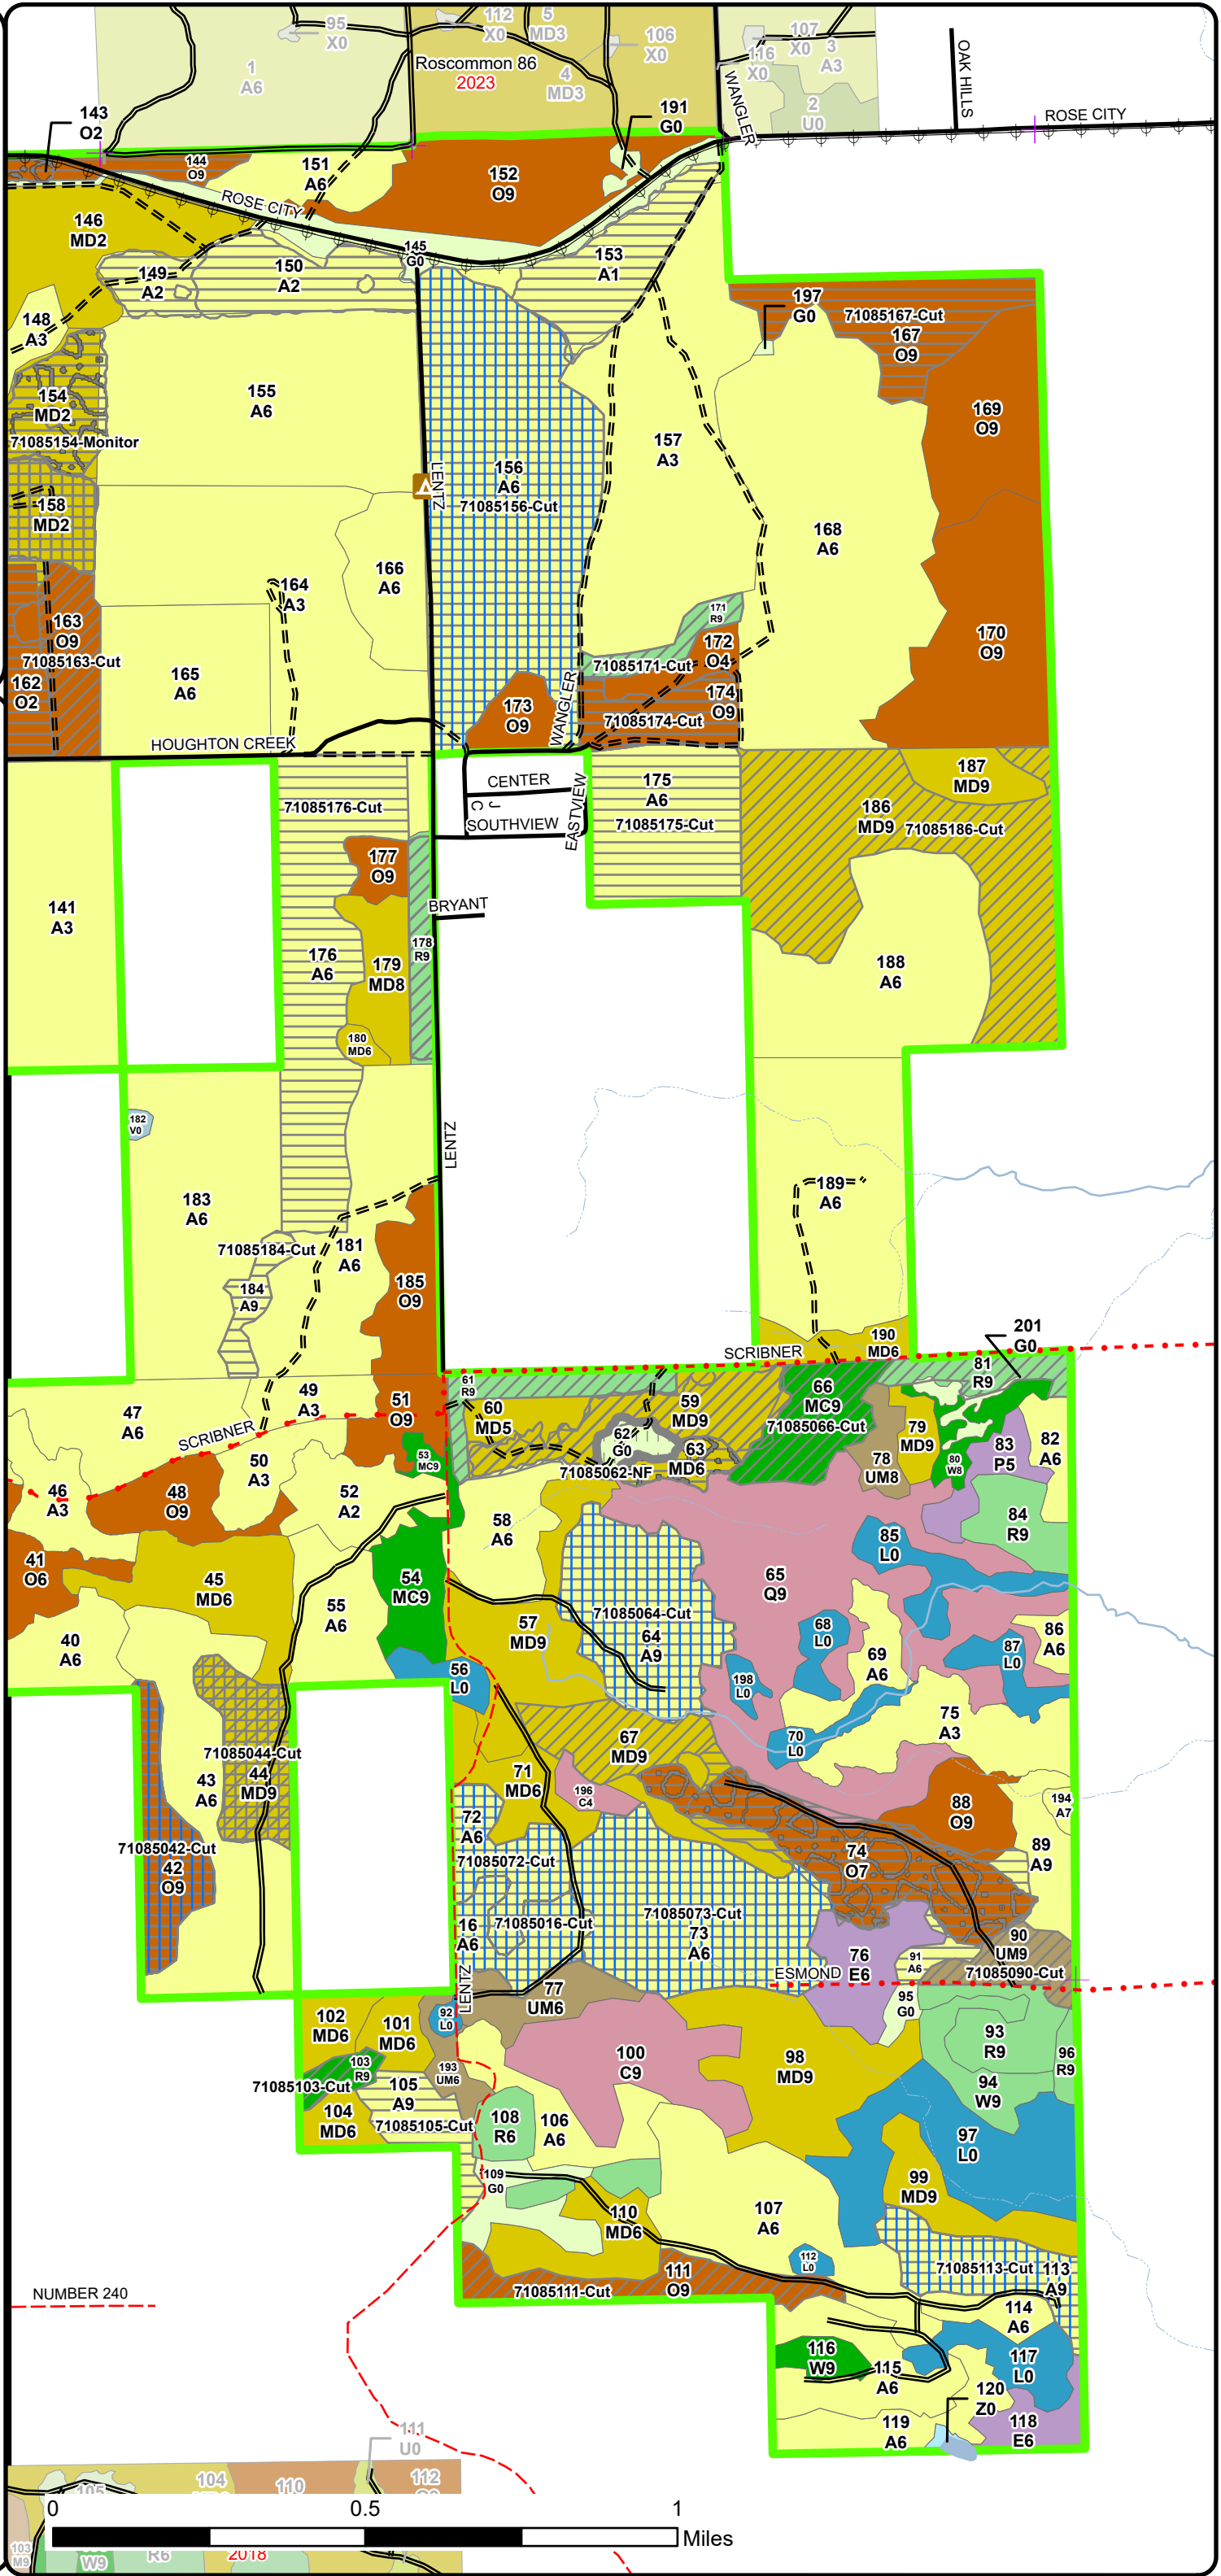 95
X0
112
X0
5
MD3
106
X0
107
X0
3
A3
116
X0
1
A6
4
MD3
2
U0
Roscommon 86
2023
WANGLER
OAK HILLS
ROSE CITY
143
O2
191
G0
144
O9
151
A6
152
O9
ROSE CITY
146
MD2
145
G0
153
A1
149
A2
150
A2
148
A3
197
G0
71085167-Cut
167
O9
154
MD2
71085154-Monitor
155
A6
169
O9
157
A3
LENTZ
156
A6
71085156-Cut
158
MD2
168
A6
166
A6
164
A3
171
R9
163
O9
71085163-Cut
162
O2
165
A6
172
O4
71085171-Cut
170
O9
174
O9
71085174-Cut
173
O9
WANGLER
HOUGHTON CREEK
CENTER
J C
SOUTHVIEW
EASTVIEW
175
A6
71085175-Cut
187
MD9
186
MD9
71085186-Cut
71085176-Cut
177
O9
BRYANT
141
A3
178
R9
176
A6
179
MD8
188
A6
180
MD6
182
V0
LENTZ
183
A6
189
A6
71085184-Cut
181
A6
184
A9
185
O9
190
MD6
SCRIBNER
201
G0
81
R9
61
R9
66
MC9
71085066-Cut
49
A3
51
O9
47
A6
SCRIBNER
60
MD5
59
MD9
62
G0
63
MD6
71085062-NF
79
MD9
78
UM8
80
W8
83
P5
82
A6
53
MC9
50
A3
52
A2
46
A3
48
O9
58
A6
84
R9
85
L0
41
O6
45
MD6
54
MC9
65
Q9
55
A6
57
MD9
71085064-Cut
64
A9
68
L0
69
A6
86
A6
87
L0
40
A6
56
L0
198
L0
75
A3
70
L0
67
MD9
71085044-Cut
44
MD9
43
A6
71
MD6
196
C4
72
A6
88
O9
194
A7
71085042-Cut
42
O9
71085072-Cut
74
O7
89
A9
71085073-Cut
73
A6
16
A6
71085016-Cut
90
UM9
91
A6
76
E6
71085090-Cut
ESMOND
LENTZ
77
UM6
95
G0
92
L0
102
MD6
101
MD6
93
R9
96
R9
100
C9
98
MD9
103
R9
71085103-Cut
193
UM6
105
A9
71085105-Cut
94
W9
104
MD6
108
R6
106
A6
97
L0
109
G0
99
MD9
107
A6
110
MD6
112
L0
71085113-Cut
113
A9
111
O9
71085111-Cut
NUMBER 240
114
A6
116
W9
115
A6
117
L0
120
Z0
119
A6
118
E6
111
U0
104
110
112
105
0
0.5
1
Miles
103
M9
W9
R6
2018